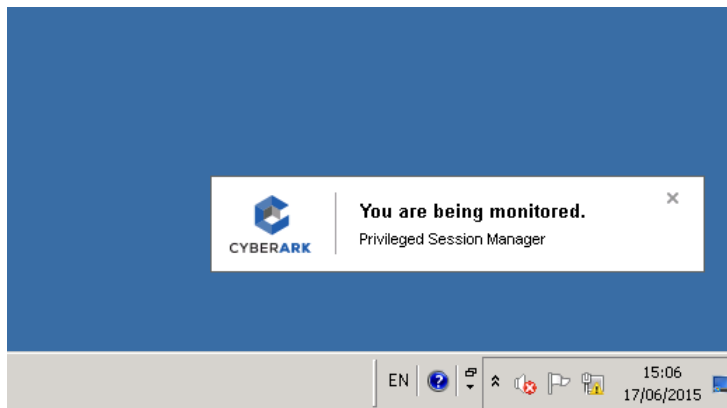 You are being monitored.
Privileged Session Manager
CYBERARK
EN
15:06
17/06/2015